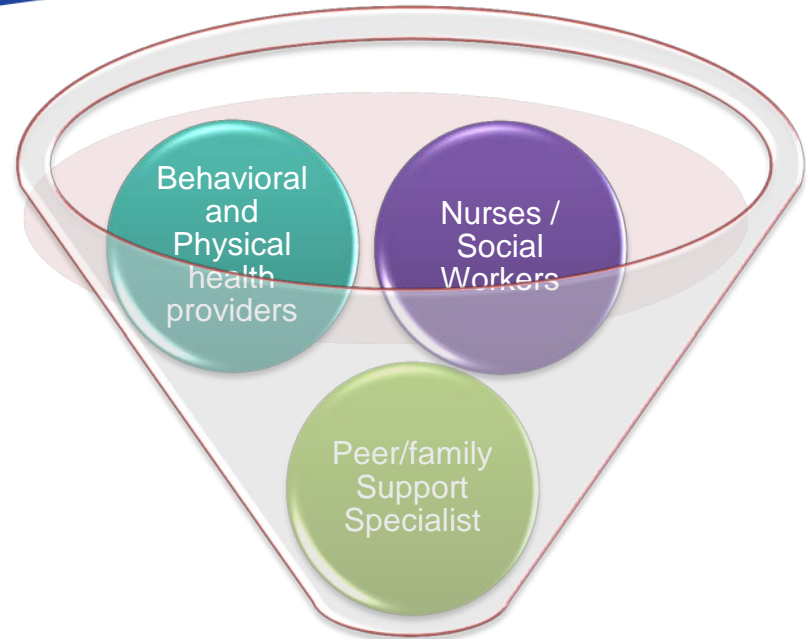 Behavioral
and
Physical
health
providers
Nurses /
Social
Workers
Peer/family
Support
Specialist